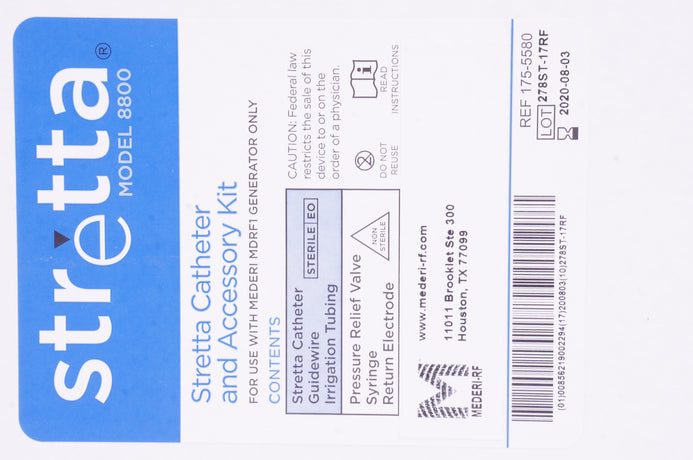 stretta®
MODEL 8800
Stretta Catheter
and Accessory Kit
FOR USE WITH MEDERI MDRF1 GENERATOR ONLY
CONTENTS
Stretta Catheter
Guidewire
Irrigation Tubing
STERILE EO
Pressure Relief Valve
Syringe
Return Electrode
NON
STERILE
CAUTION: Federal law
restricts the sale of this
device to or on the
order of a physician.
2
DO NOT
REUSE
i
READ
INSTRUCTIONS
MEDERI-RF
www.mederi-rf.com
11011 Brooklet Ste 300
Houston, TX 77099
REF 175-5580
LOT 278ST-17RF
2020-08-03
(01)00856219002294(17)200803(10)278ST-17RF